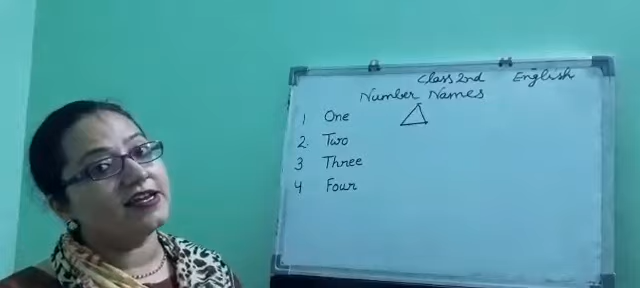 Class 2nd English
Number Names
1 One
2. Two
3 Three
4 Four